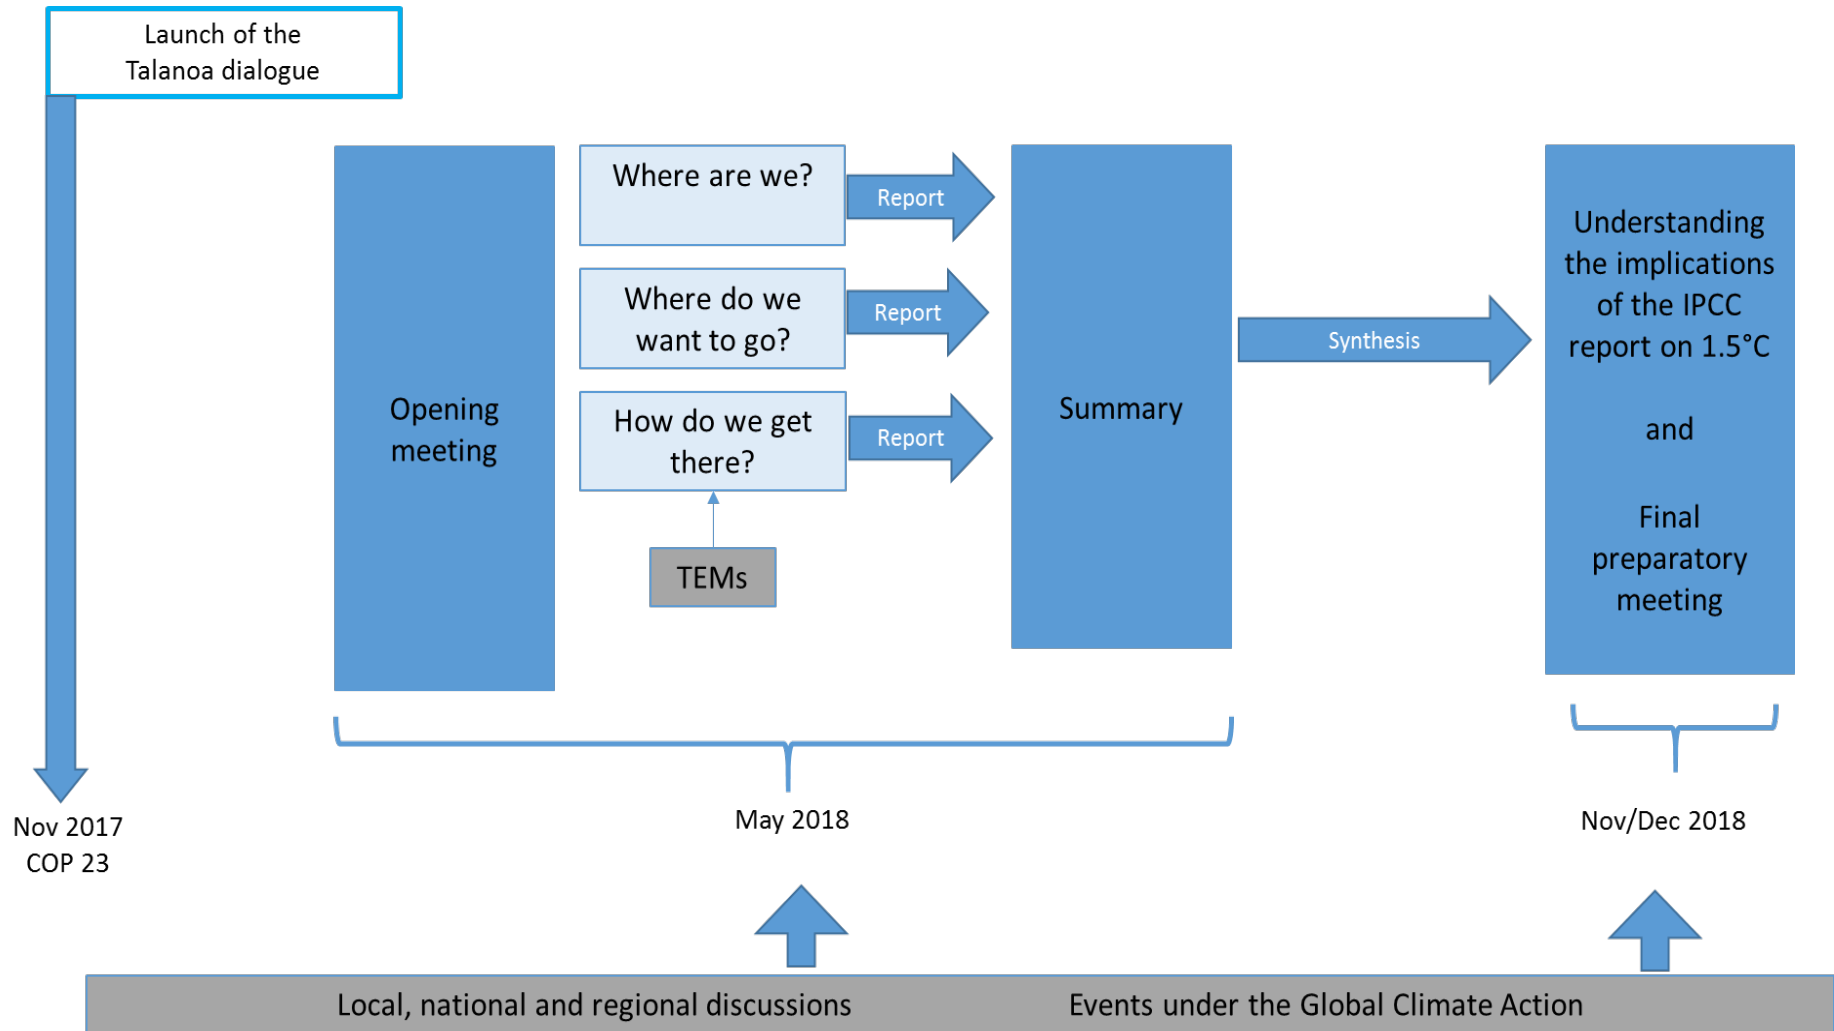 Launch of the
Talanoa dialogue
Opening
meeting
Where are we?
Report
Where do we
want to go?
Report
How do we get
there?
Report
TEMs
Summary
Synthesis
Understanding
the implications
of the IPCC
report on 1.5°C
and
Final
preparatory
meeting
Nov 2017
COP 23
May 2018
Nov/Dec 2018
Local, national and regional discussions
Events under the Global Climate Action